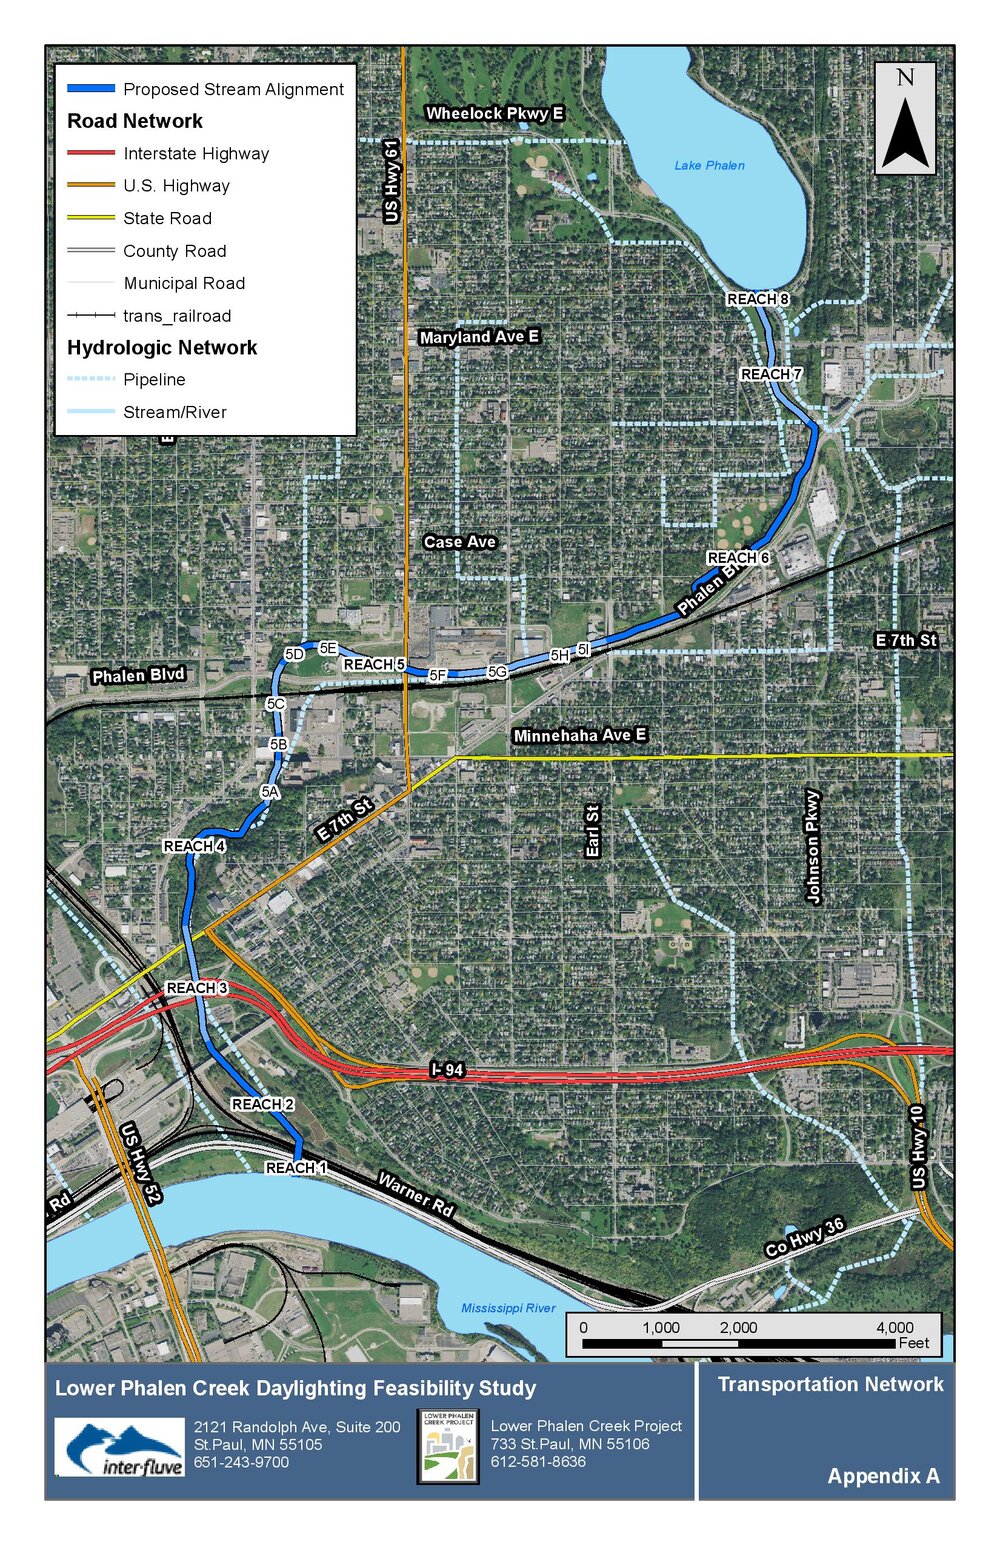 Proposed Stream Alignment
Road Network
Interstate Highway
U.S. Highway
State Road
County Road
Municipal Road
trans_railroad
Hydrologic Network
Pipeline
Stream/River
N
Wheelock Pkwy E
US Hwy 61
Lake Phalen
REACH 8
Maryland Ave E
REACH 7
Case Ave
REACH 6
Phalen Bl
E 7th St
5D
5E
REACH 5
5I
5H
5G
5F
Phalen Blvd
5C
Minnehaha Ave E
5B
5A
E 7th St
Earl St
Johnson Pkwy
REACH 4
REACH 3
I- 94
REACH 2
US Hwy 10
US Hwy 52
REACH 1
Warner Rd
Rd
Co Hwy 36
Mississippi River
0 1,000 2,000 4,000
Feet
Lower Phalen Creek Daylighting Feasibility Study
Transportation Network
inter-fluve
2121 Randolph Ave, Suite 200
St.Paul, MN 55105
651-243-9700
LOWER PHALEN
CREEK PROJECT
Lower Phalen Creek Project
733 St.Paul, MN 55106
612-581-8636
Appendix A